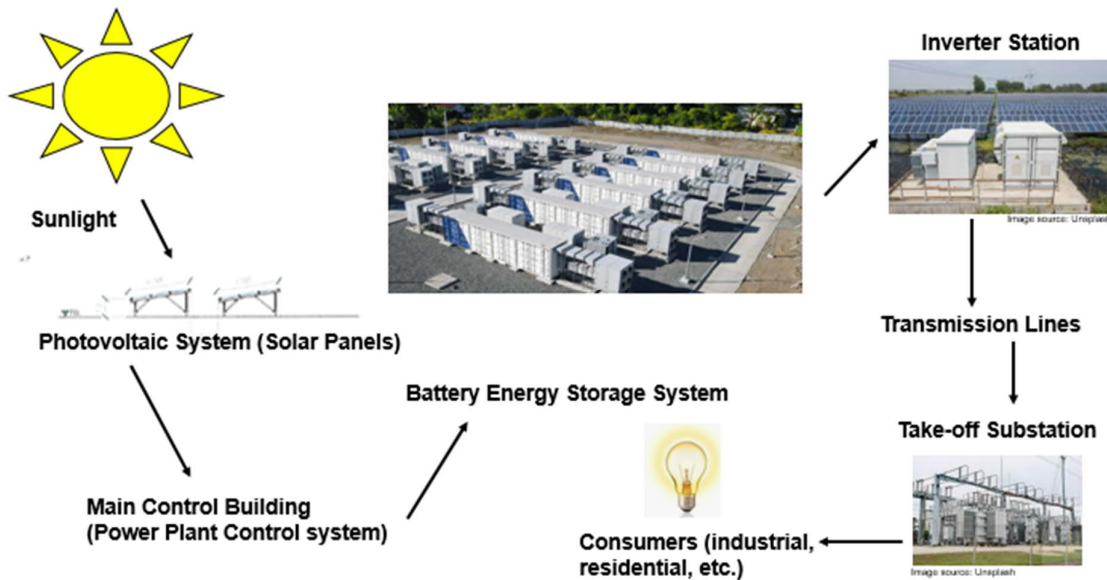 Inverter Station
Image source: Unsplash
Sunlight
Photovoltaic System (Solar Panels)
Transmission Lines
Battery Energy Storage System
Take-off Substation
Main Control Building
(Power Plant Control system)
Consumers (industrial,
residential, etc.)
Image source: Unsplash